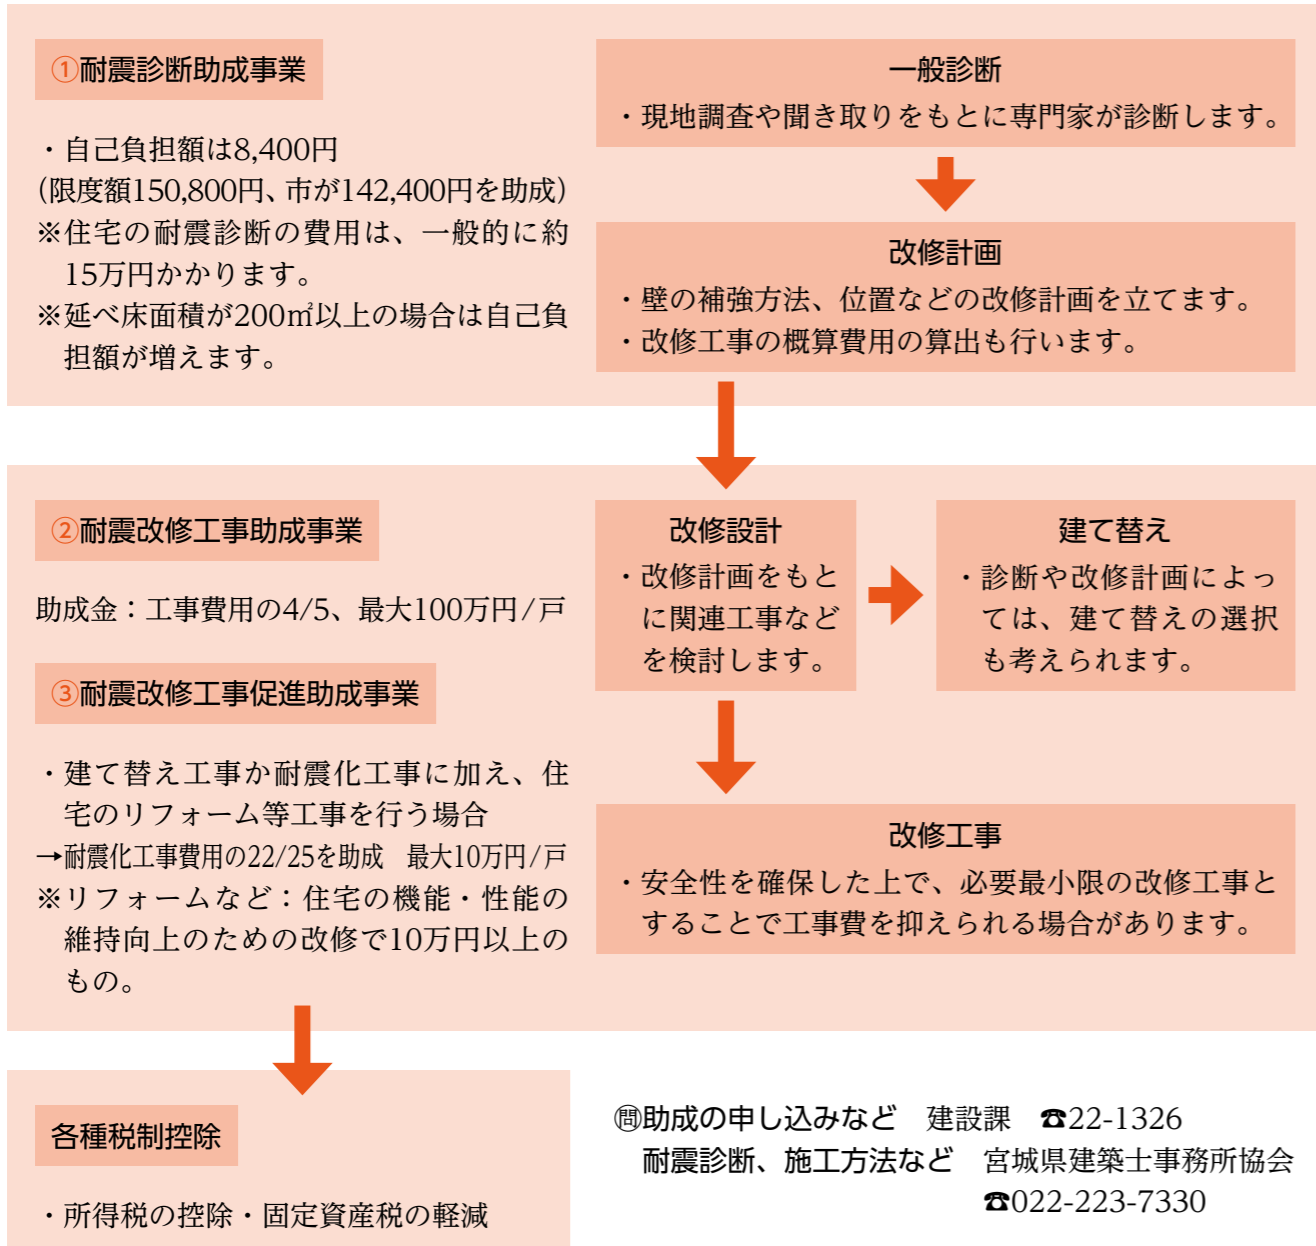 ①耐震診断助成事業
・自己負担額は8,400円
（限度額150,800円、市が142,400円を助成）
※住宅の耐震診断の費用は、一般的に約
15万円かかります。
※延べ床面積が200㎡以上の場合は自己負
担額が増えます。
一般診断
・現地調査や聞き取りをもとに専門家が診断します。
改修計画
・壁の補強方法、位置などの改修計画を立てます。
・改修工事の概算費用の算出も行います。
②耐震改修工事助成事業
助成金：工事費用の4/5、最大100万円/戸
③耐震改修工事促進助成事業
・建て替え工事か耐震化工事に加え、住
宅のリフォーム等工事を行う場合
→耐震化工事費用の22/25を助成　最大10万円/戸
※リフォームなど：住宅の機能・性能の
維持向上のための改修で10万円以上の
もの。
改修設計
・改修計画をもと
に関連工事など
を検討します。
建て替え
・診断や改修計画によっ
ては、建て替えの選択
も考えられます。
改修工事
・安全性を確保した上で、必要最小限の改修工事と
することで工事費を抑えられる場合があります。
各種税制控除
・所得税の控除・固定資産税の軽減
㉄助成の申し込みなど　建設課　☎22-1326
耐震診断、施工方法など　宮城県建築士事務所協会
☎022-223-7330